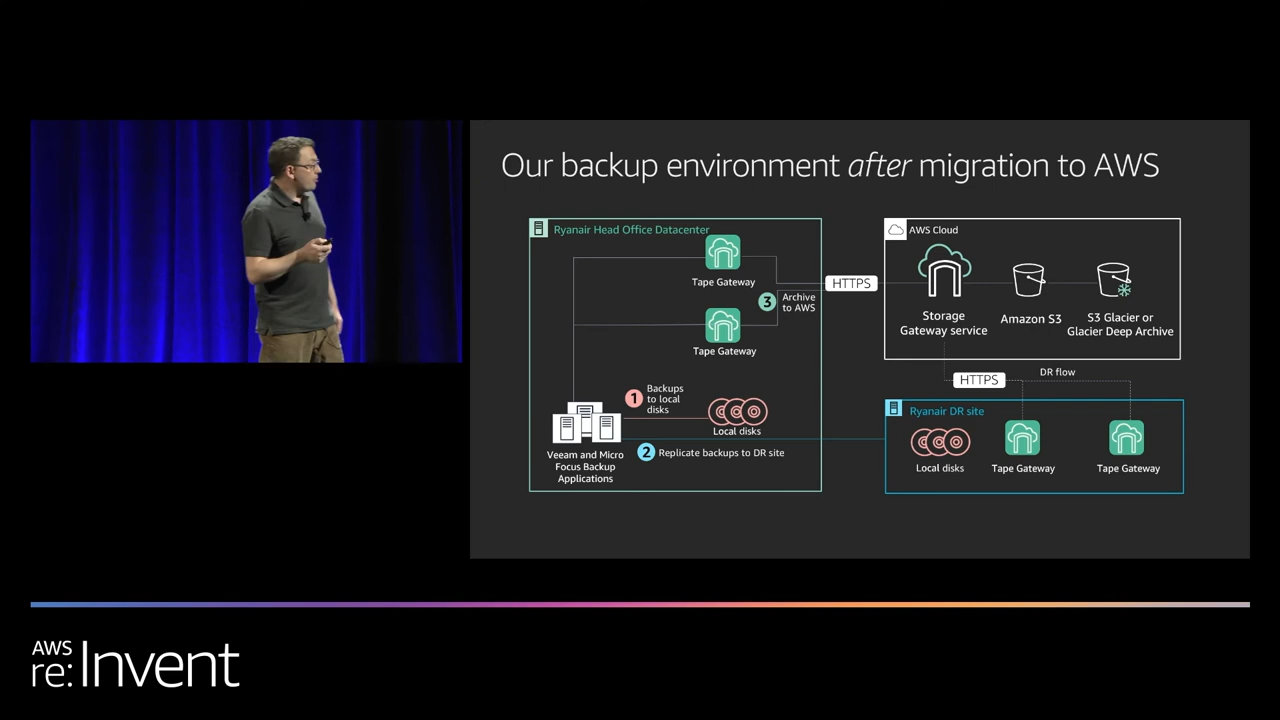 Our backup environment after migration to AWS
Ryanair Head Office Datacenter
Tape Gateway
3
Archive
to AWS
Tape Gateway
1
Backups
to local
disks
Local disks
Veeam and Micro
Focus Backup
Applications
2
Replicate backups to DR site
HTTPS
AWS Cloud
Storage
Gateway service
Amazon S3
S3 Glacier or
Glacier Deep Archive
HTTPS
DR flow
Ryanair DR site
Local disks
Tape Gateway
Tape Gateway
AWS
re:Invent